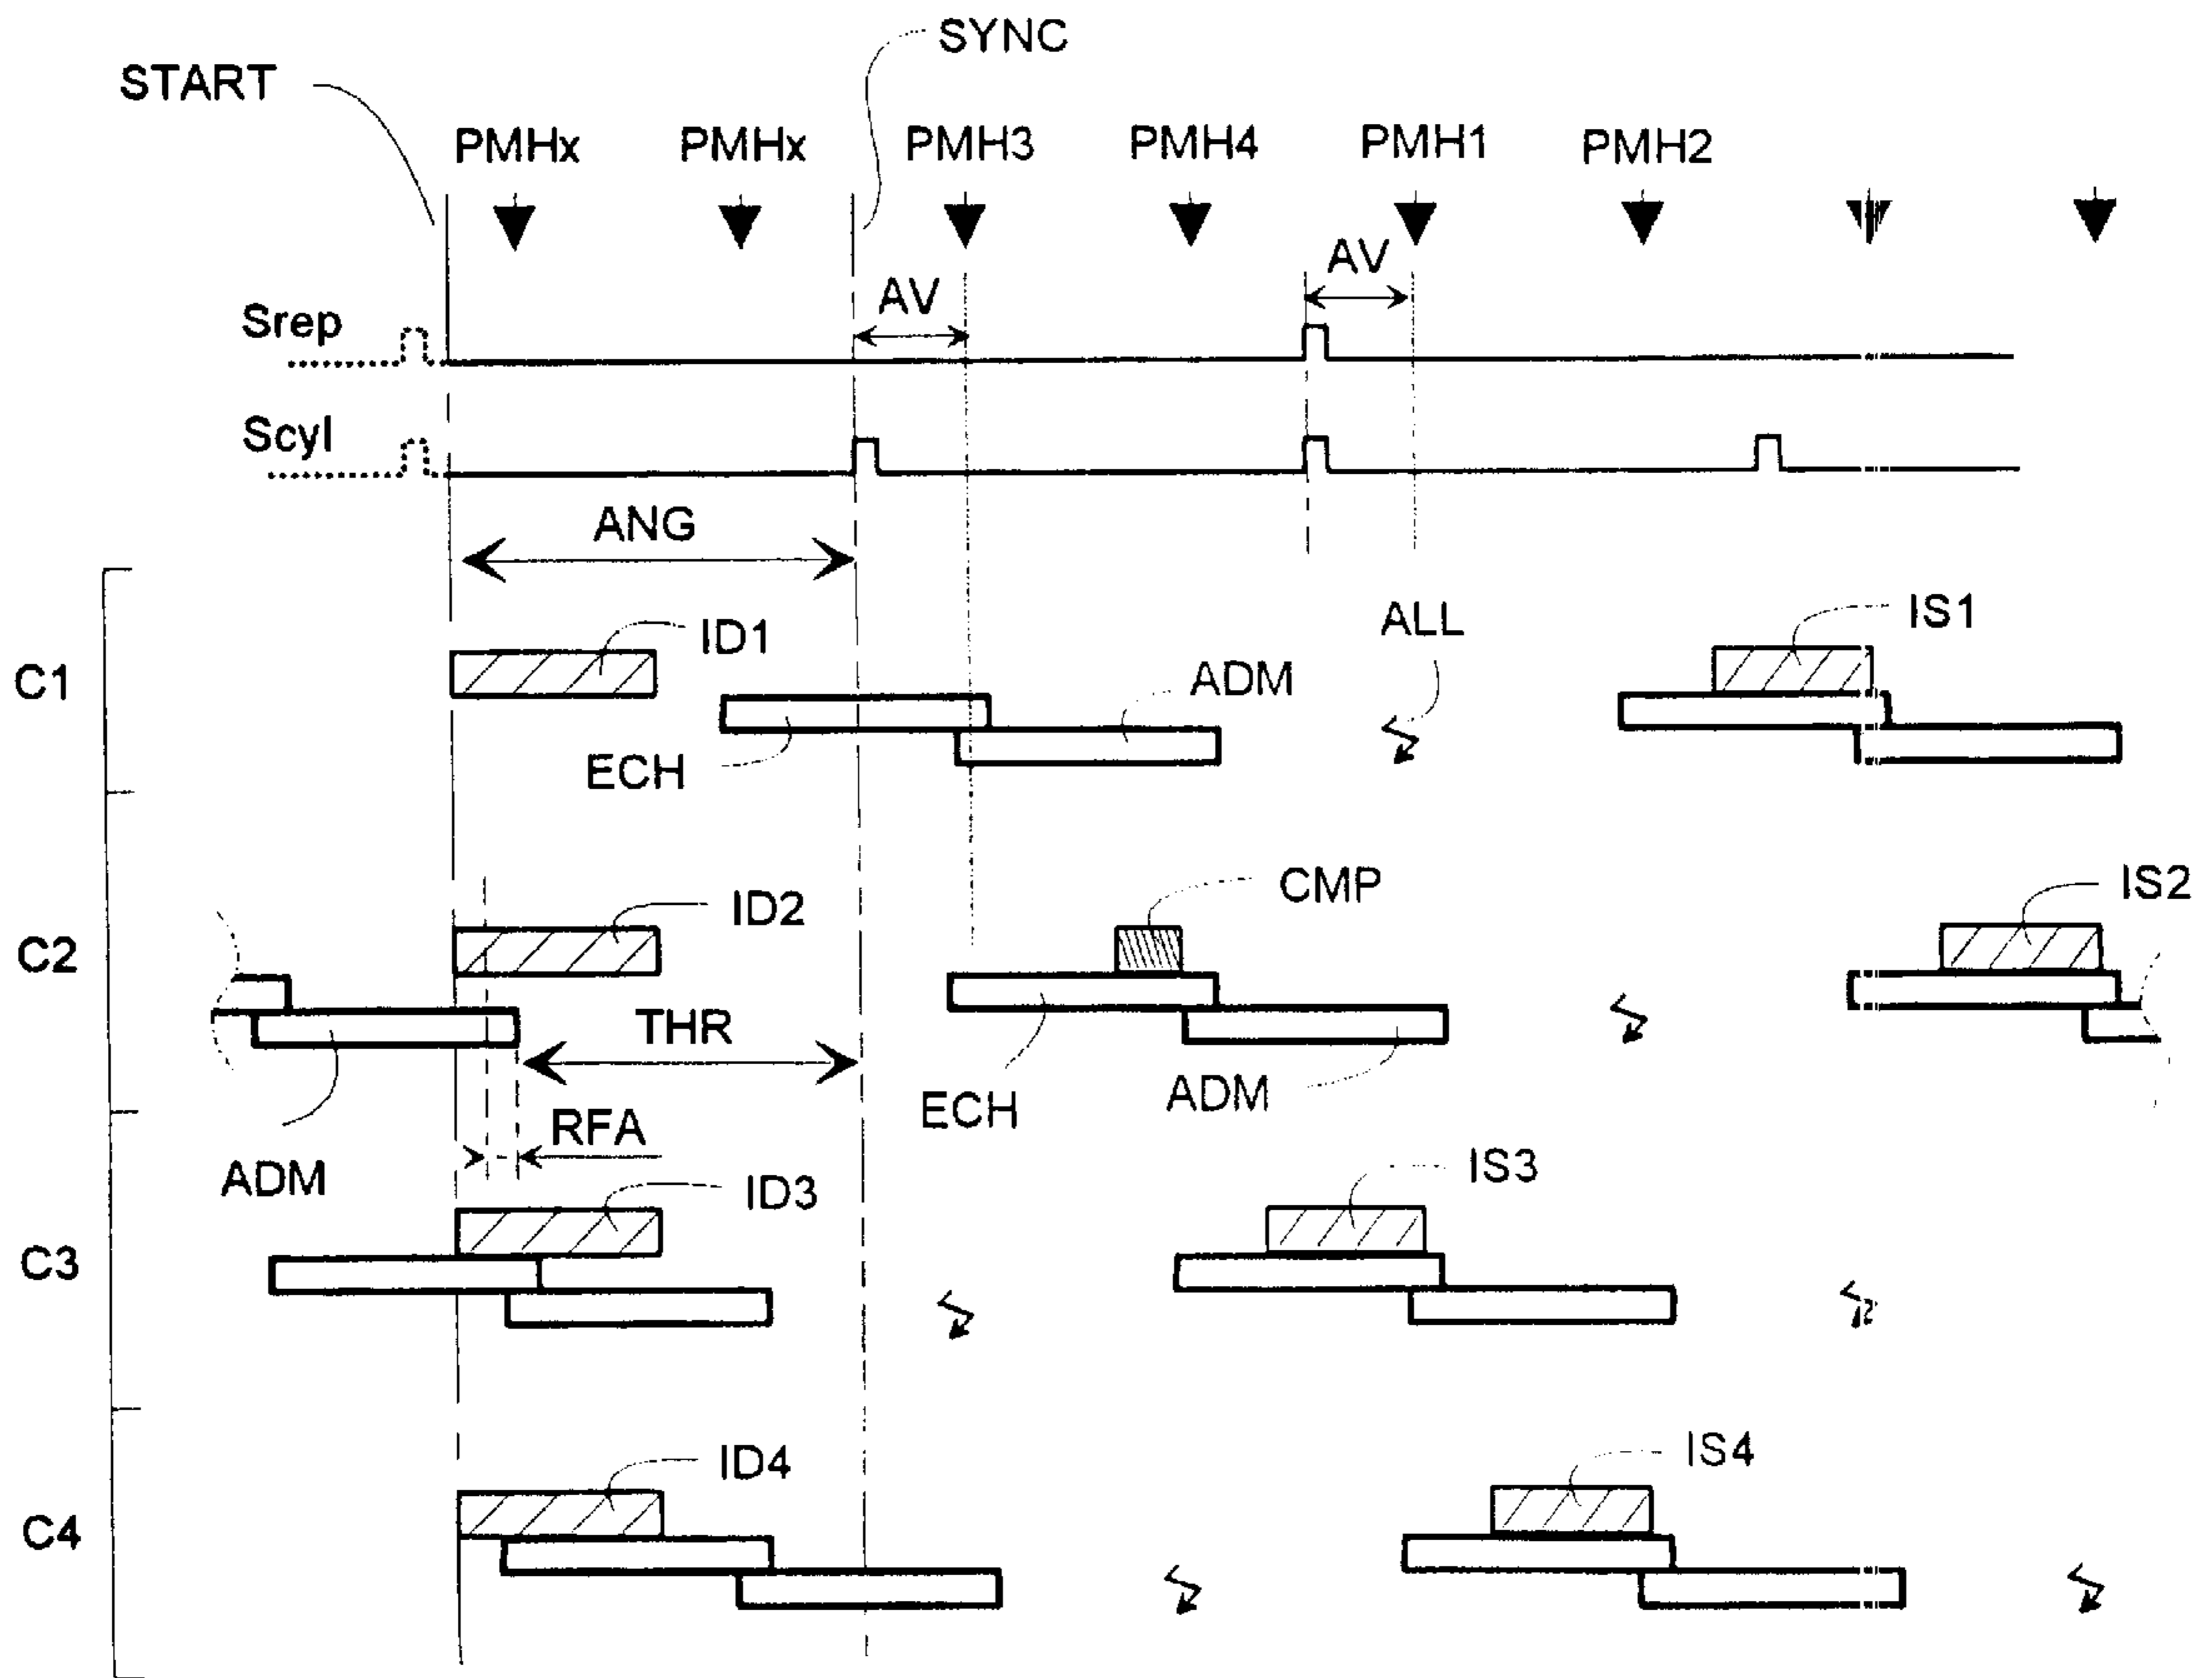 SYNC
START
PMHx PMHx PMH3 PMH4 PMH1 PMH2
AV
AV
Srep
Scyl
ANG
C1
ID1
ALL
IS1
ADM
ECH
C2
ID2
CMP
IS2
THR
ECH
ADM
RFA
ADM
C3
ID3
IS3
C4
ID4
IS4